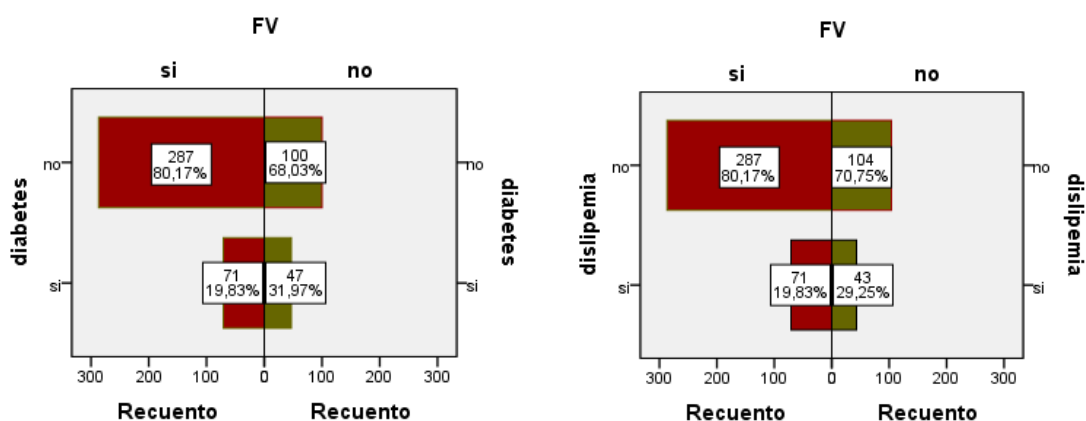 FV
si no
287
80,17%
100
68,03%
no no
71
19,83%
47
31,97%
si si
diabetes
diabetes
300 200 100 0 100 200 300
Recuento Recuento
FV
si no
287
80,17%
104
70,75%
no no
71
19,83%
43
29,25%
si si
dislipemia
dislipemia
300 200 100 0 100 200 300
Recuento Recuento